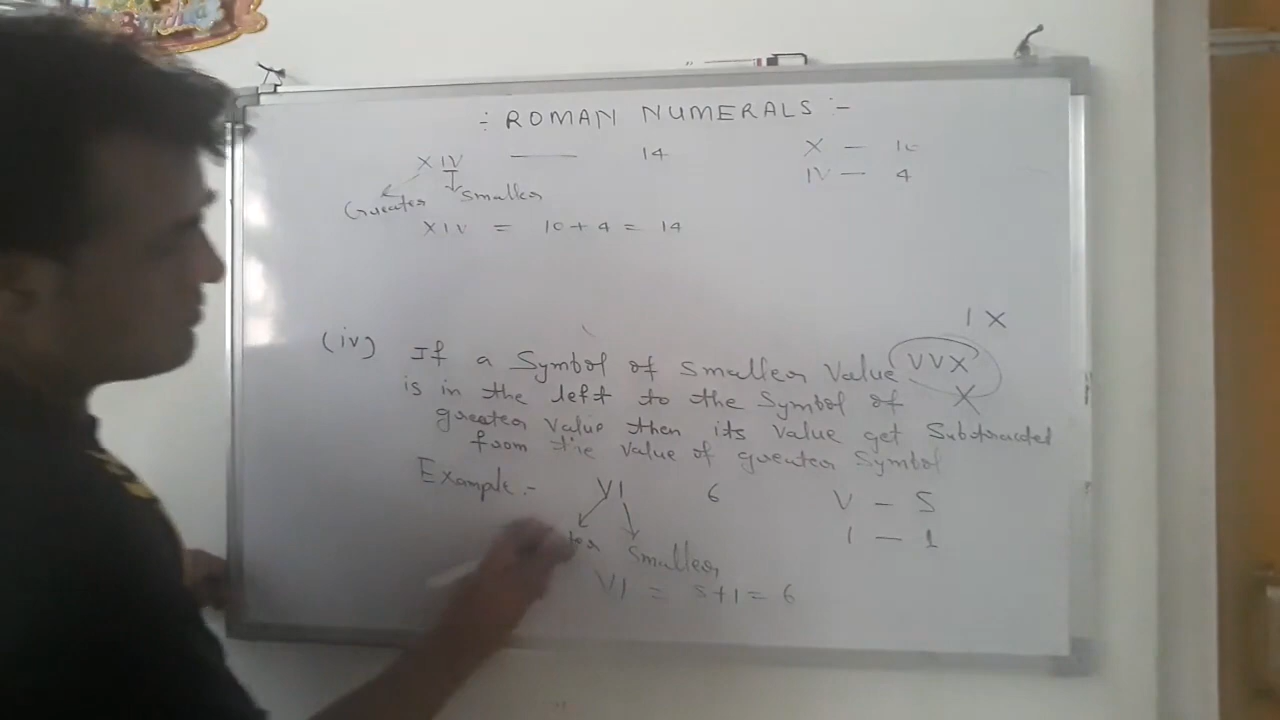 :- ROMAN NUMERALS :-
XIV —— 14 X — 10
IV — 4
Greater Smaller
XIV = 10 + 4 = 14
IX
(iv) If a Symbol of Smaller Value VVX
is in the left to the Symbol of X
greater value then its value get Subtracted
from the value of greater Symbol
Example :- VI 6 V — 5
I — 1
Smaller
VI = 5+1 = 6